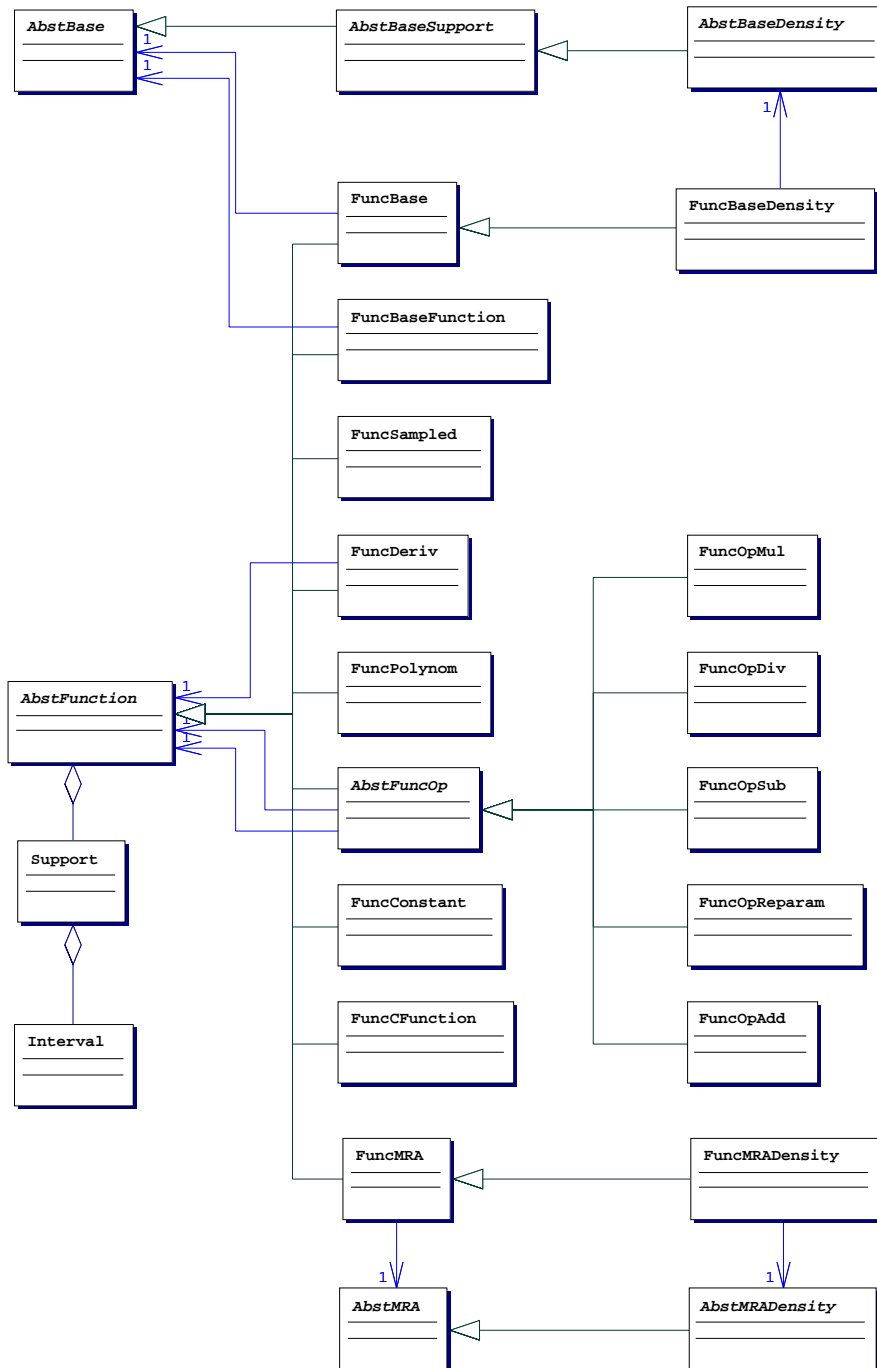 AbstBase
AbstBaseSupport
AbstBaseDensity
1
1
1
FuncBase
FuncBaseDensity
FuncBaseFunction
FuncSampled
FuncDeriv
FuncOpMul
AbstFunction
1
1
1
FuncPolynom
FuncOpDiv
AbstFuncOp
FuncOpSub
Support
FuncConstant
FuncOpReparam
Interval
FuncCFunction
FuncOpAdd
FuncMRA
FuncMRADensity
1
1
AbstMRA
AbstMRADensity